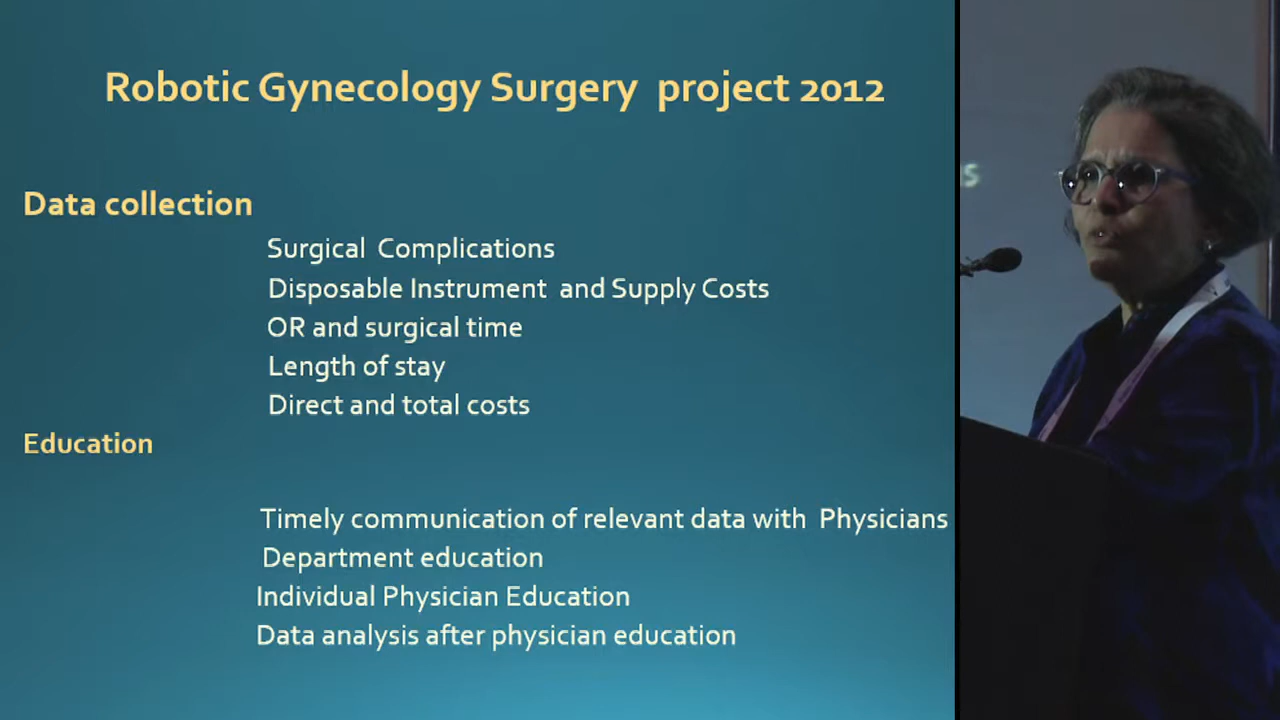 Robotic Gynecology Surgery project 2012
Data collection
Surgical Complications
Disposable Instrument and Supply Costs
OR and surgical time
Length of stay
Direct and total costs
Education
Timely communication of relevant data with Physicians
Department education
Individual Physician Education
Data analysis after physician education
s